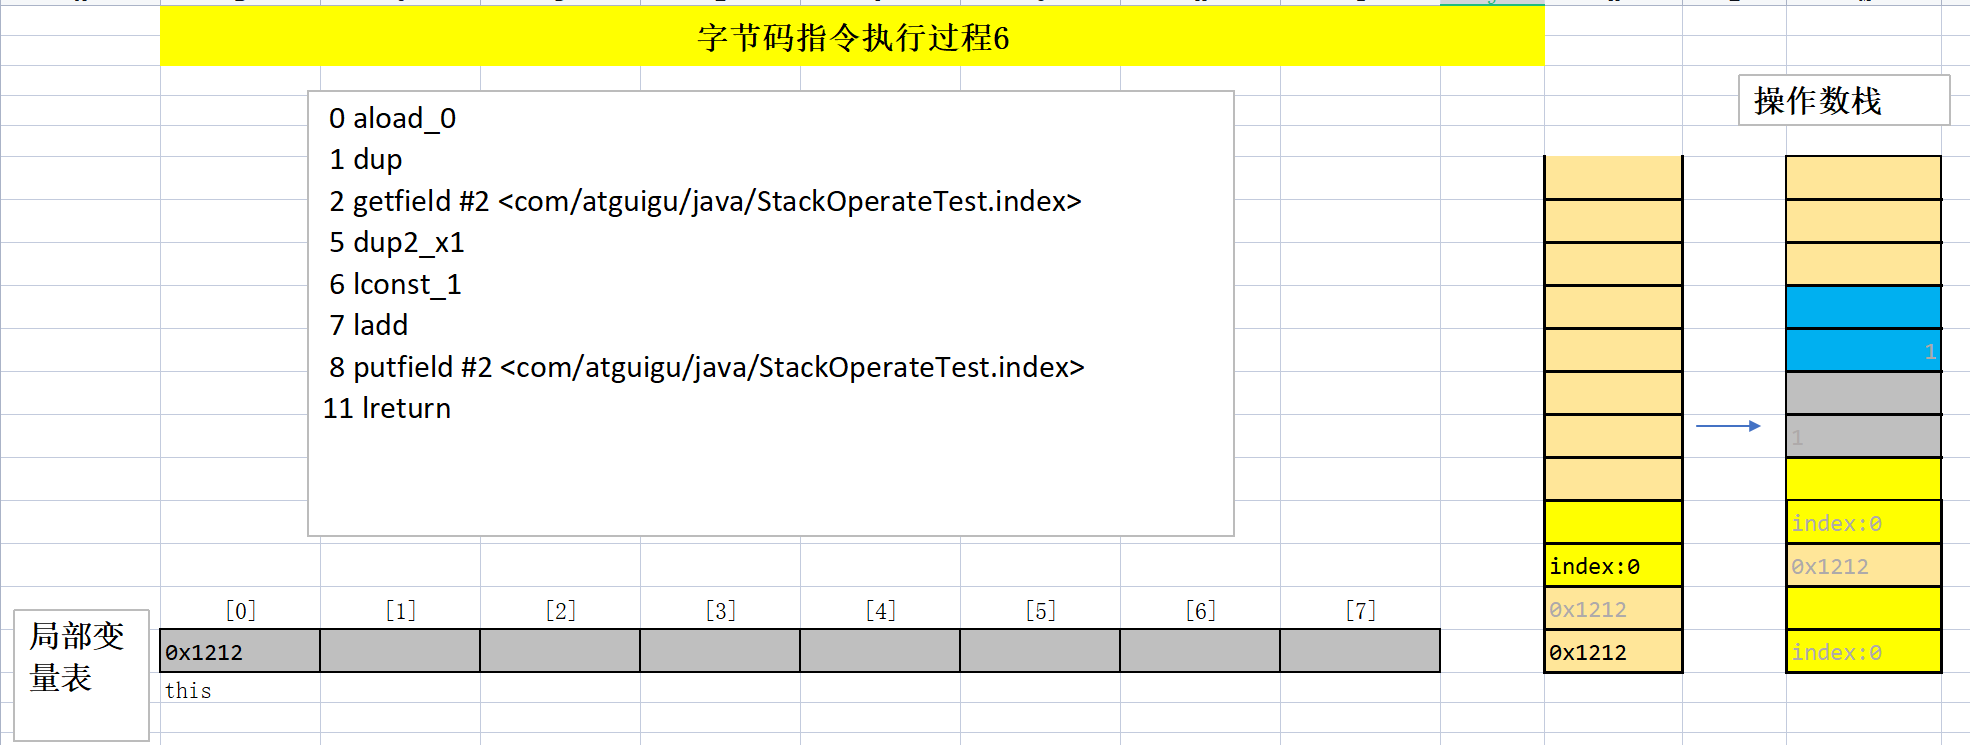 字节码指令执行过程6
操作数栈
0 aload_0
1 dup
2 getfield #2 <com/atguigu/java/StackOperateTest.index>
5 dup2_x1
6 lconst_1
7 ladd
8 putfield #2 <com/atguigu/java/StackOperateTest.index>
11 lreturn
局部变
量表
[0] [1] [2] [3] [4] [5] [6] [7]
0x1212
this
index:0
0x1212
0x1212
1
1
index:0
0x1212
index:0